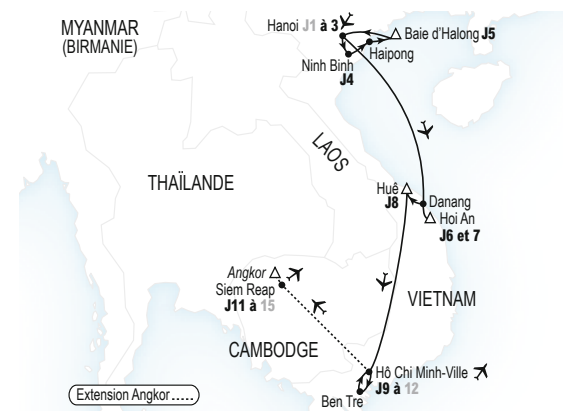 MYANMAR
(BIRMANIE)
Hanoi J1 à 3
Baie d'Halong J5
Haipong
Ninh Binh
J4
LAOS
THAÏLANDE
Huê
J8
Danang
Hoi An
J6 et 7
Angkor
Siem Reap
J11 à 15
VIETNAM
CAMBODGE
Hô Chi Minh-Ville
J9 à 12
Ben Tre
Extension Angkor.....